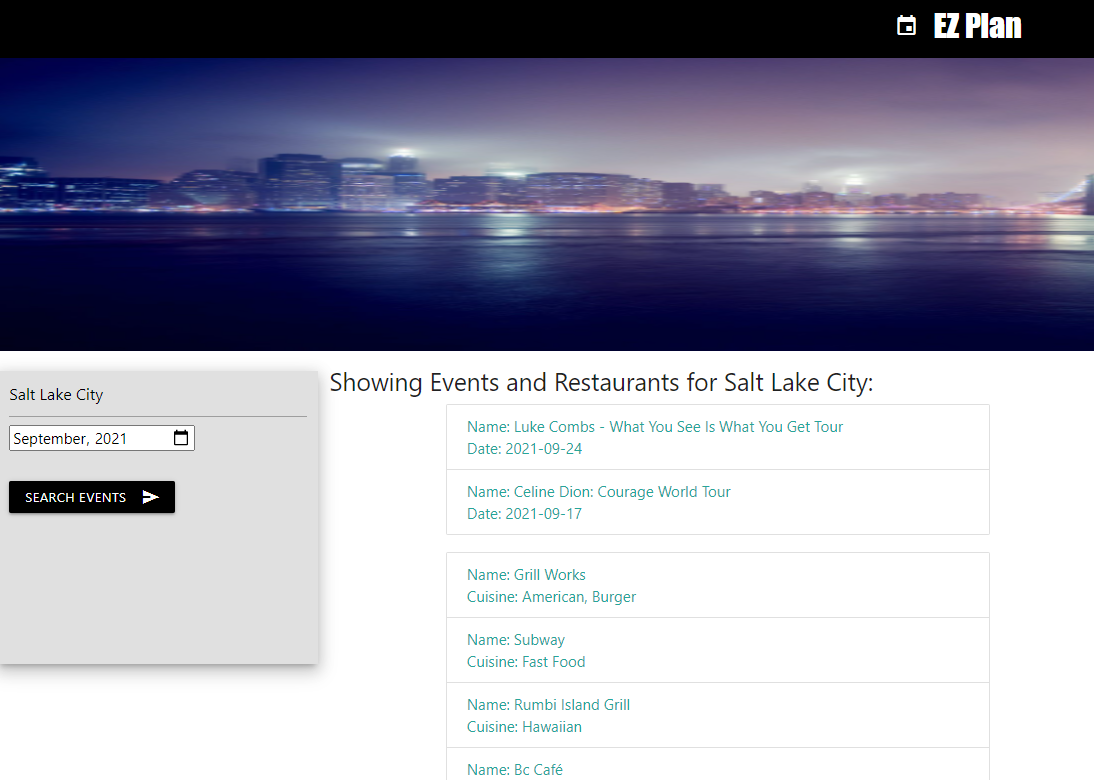 EZ Plan
Salt Lake City
September, 2021
SEARCH EVENTS
Showing Events and Restaurants for Salt Lake City:
Name: Luke Combs - What You See Is What You Get Tour
Date: 2021-09-24
Name: Celine Dion: Courage World Tour
Date: 2021-09-17
Name: Grill Works
Cuisine: American, Burger
Name: Subway
Cuisine: Fast Food
Name: Rumbi Island Grill
Cuisine: Hawaiian
Name: Bc Café